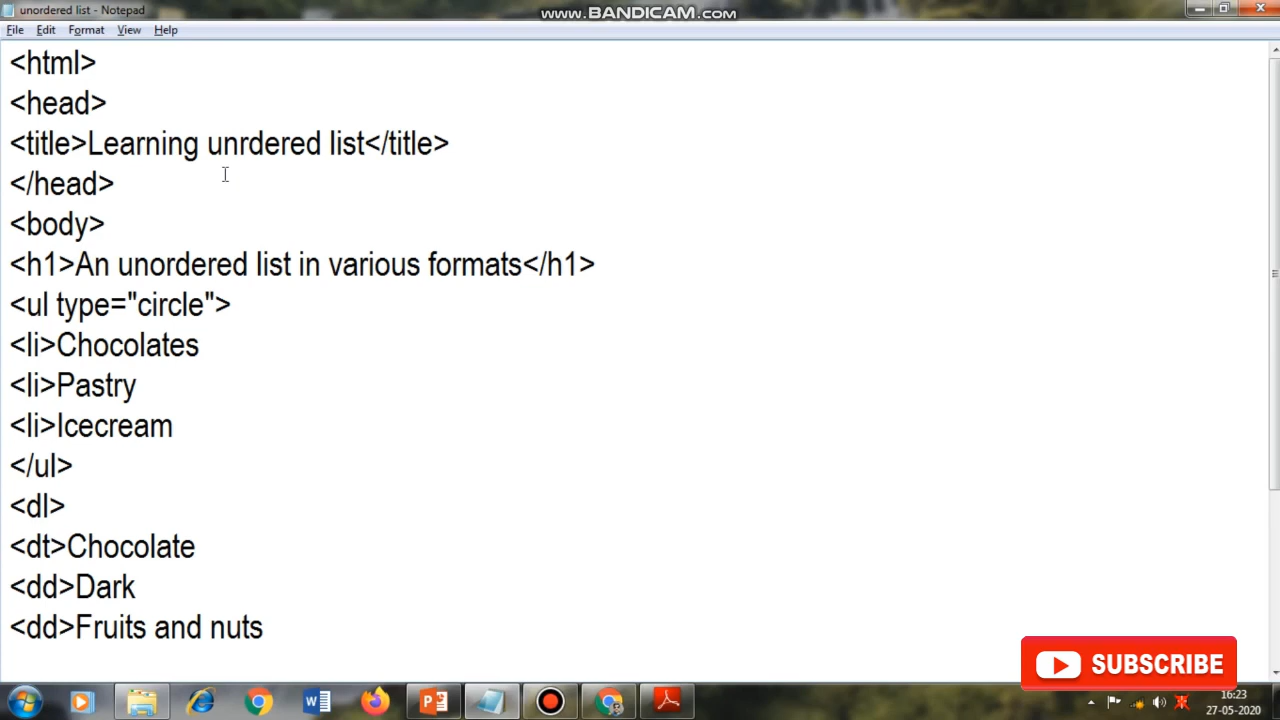 unordered list - Notepad
www.BANDICAM.com
File Edit Format View Help
<html>
<head>
<title>Learning unrdered list</title>
</head>
<body>
<h1>An unordered list in various formats</h1>
<ul type="circle">
<li>Chocolates
<li>Pastry
<li>Icecream
</ul>
<dl>
<dt>Chocolate
<dd>Dark
<dd>Fruits and nuts
SUBSCRIBE
16:23
27-05-2020